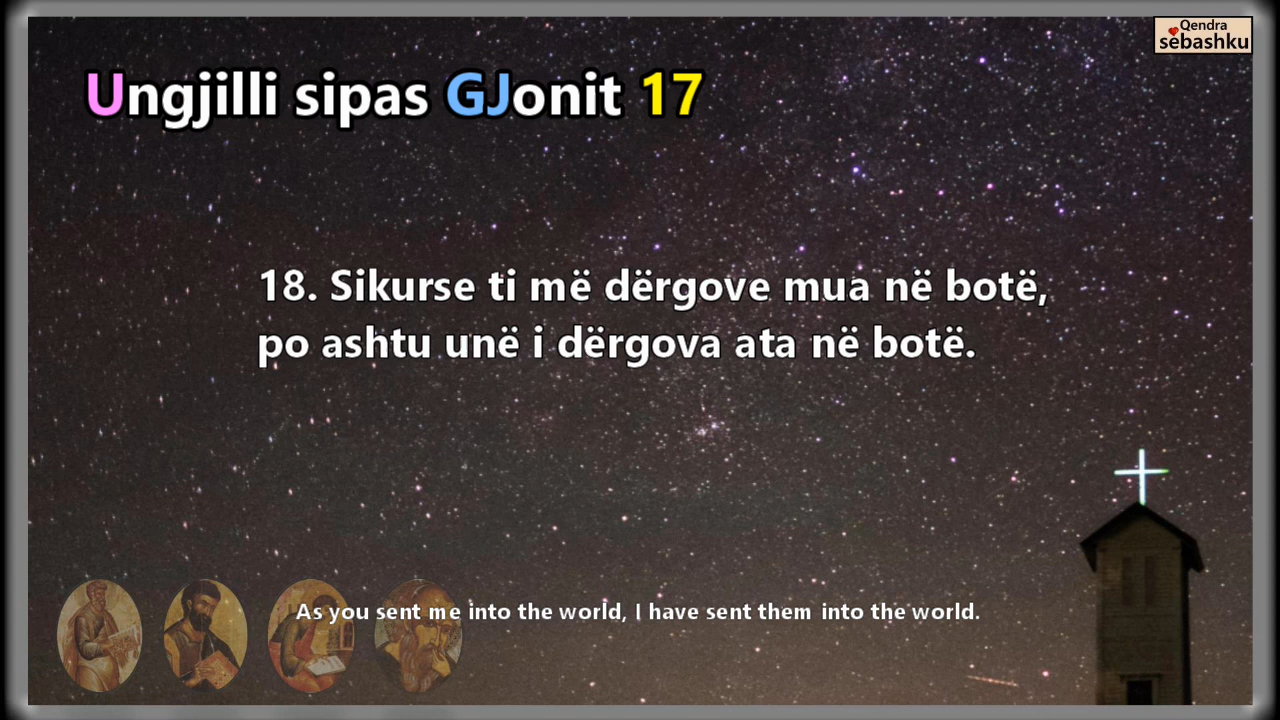 Qendra
sëbashku
Ungjilli sipas GJonit 17
18. Sikurse ti më dërgove mua në botë,
po ashtu unë i dërgova ata në botë.
As you sent me into the world, I have sent them into the world.